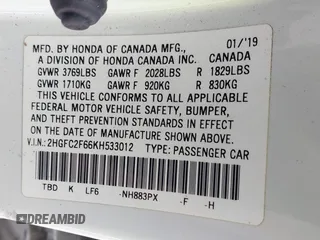 MFD. BY HONDA OF CANADA MFG., 01/'19
A DIVISION OF HONDA CANADA INC. CANADA
GVWR 3769LBS GAWR F 2028LBS R 1829LBS
GVWR 1710KG GAWR F 920KG R 830KG
THIS VEHICLE CONFORMS TO ALL APPLICABLE
FEDERAL MOTOR VEHICLE SAFETY, BUMPER,
AND THEFT PREVENTION STANDARDS IN EFFECT
ON THE DATE OF MANUFACTURE SHOWN ABOVE.
V.I.N.: 2HGFC2F66KH533012 TYPE: PASSENGER CAR
TBD K LF6 -NH883PX -F -H
DEALERHID.COM